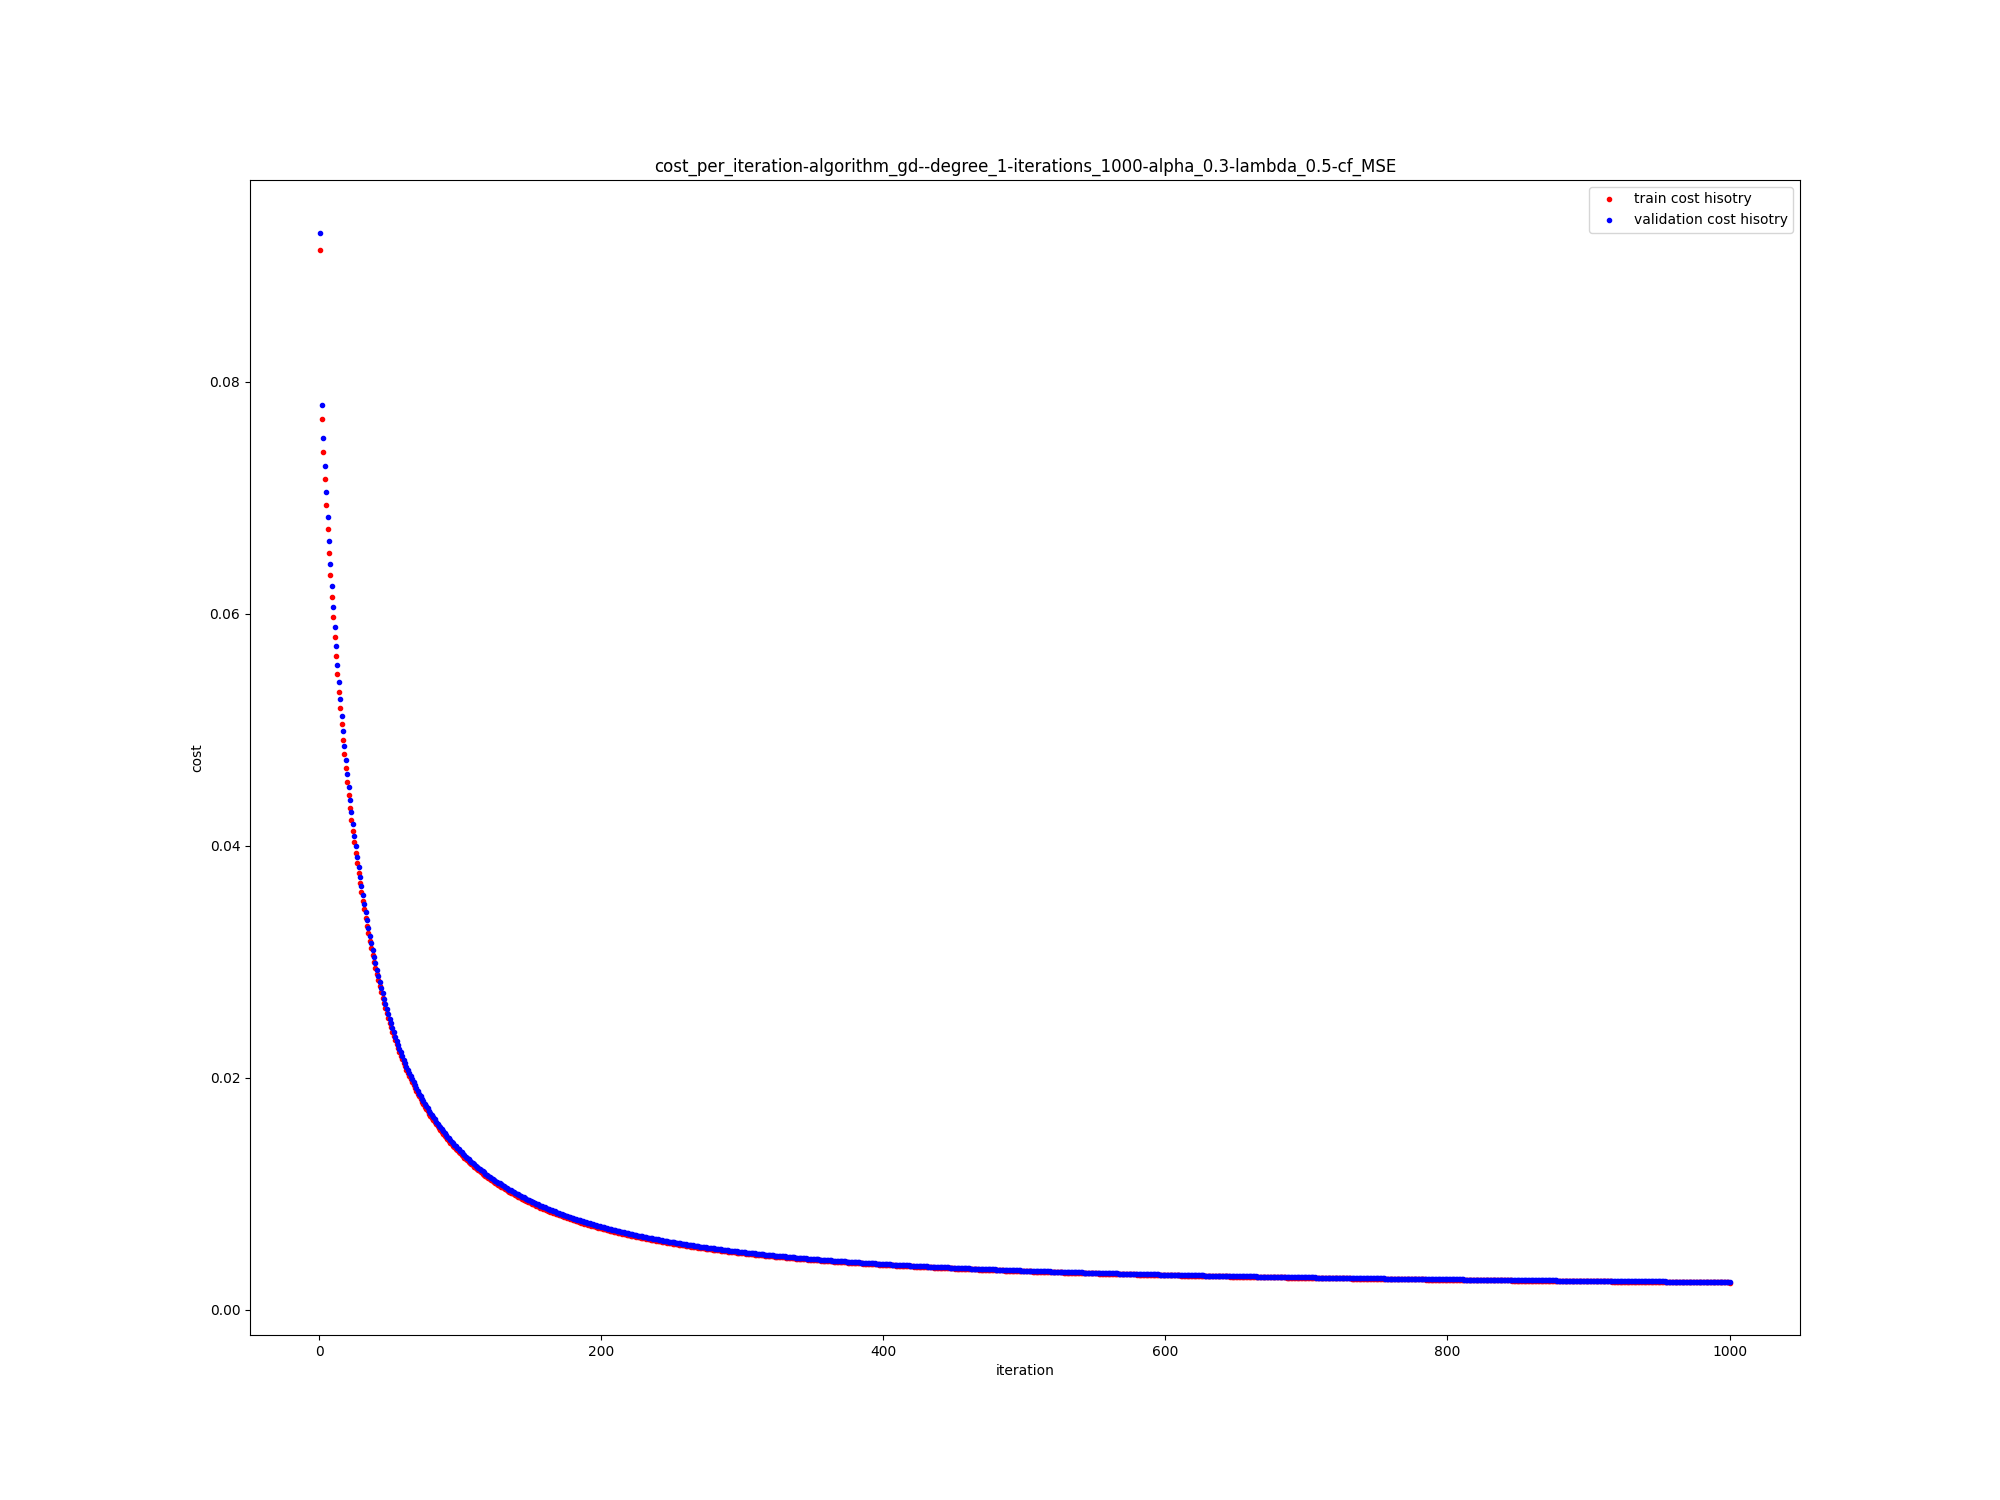 cost_per_iteration-algorithm_gd--degree_1-iterations_1000-alpha_0.3-lambda_0.5-cf_MSE
train cost hisotry
validation cost hisotry
0.08
0.06
0.04
0.02
0.00
cost
0 200 400 600 800 1000
iteration